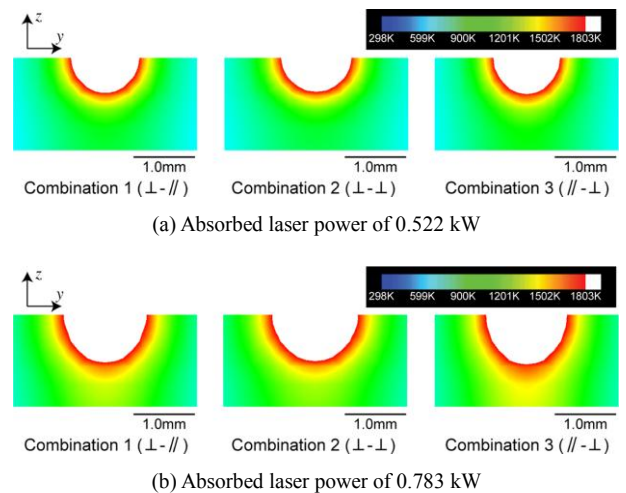 z
y
298K 599K 900K 1201K 1502K 1803K
1.0mm 1.0mm 1.0mm
Combination 1 (⊥-∥) Combination 2 (⊥-⊥) Combination 3 (∥-⊥)
(a) Absorbed laser power of 0.522 kW
z
y
298K 599K 900K 1201K 1502K 1803K
1.0mm 1.0mm 1.0mm
Combination 1 (⊥-∥) Combination 2 (⊥-⊥) Combination 3 (∥-⊥)
(b) Absorbed laser power of 0.783 kW